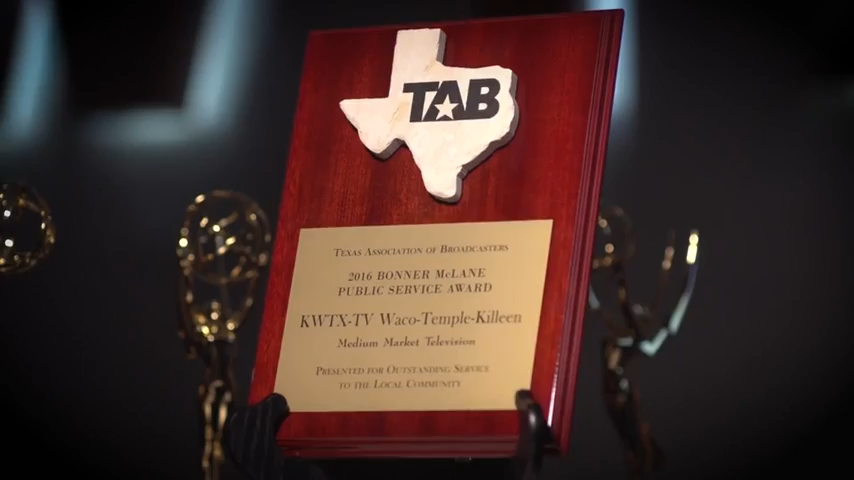 TAB
Texas Association of Broadcasters
2016 BONNER McLANE
PUBLIC SERVICE AWARD
KWTX-TV Waco-Temple-Killeen
Medium Market Television
Presented for Outstanding Service
to the Local Community